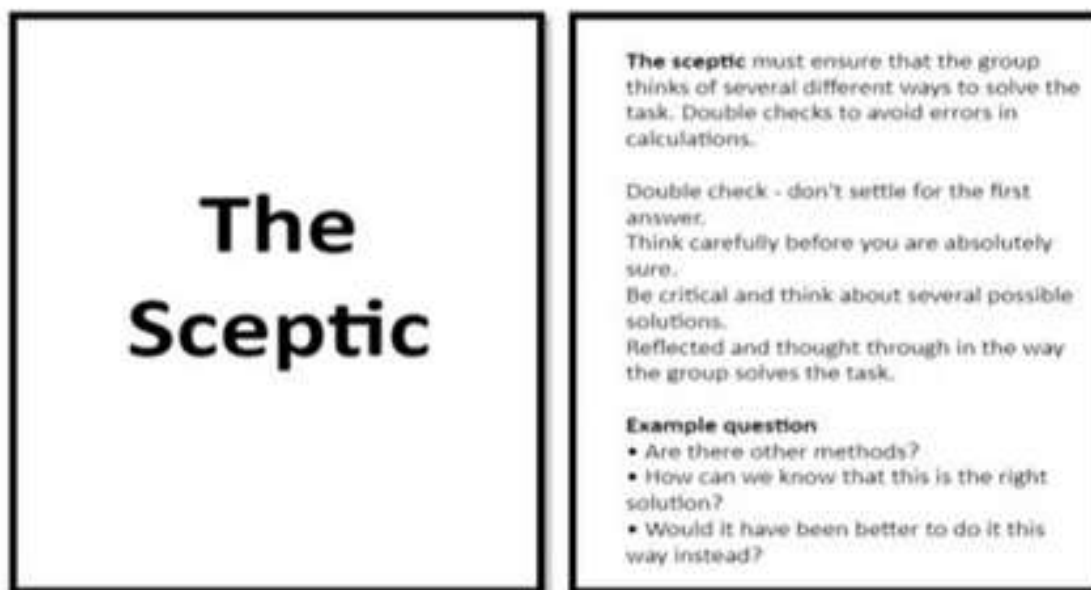 The
Sceptic
The sceptic must ensure that the group
thinks of several different ways to solve the
task. Double checks to avoid errors in
calculations.
Double check - don't settle for the first
answer.
Think carefully before you are absolutely
sure.
Be critical and think about several possible
solutions.
Reflected and thought through in the way
the group solves the task.
Example question
• Are there other methods?
• How can we know that this is the right
solution?
• Would it have been better to do it this
way instead?